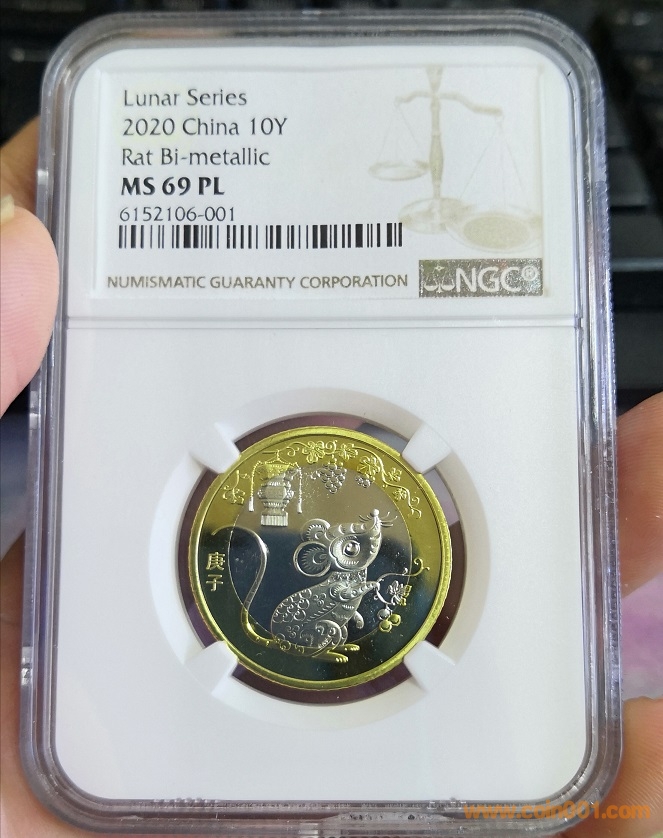 Lunar Series
2020 China 10Y
Rat Bi-metallic
MS 69 PL
6152106-001
NUMISMATIC GUARANTY CORPORATION
NGC®
庚子
www.coin001.com